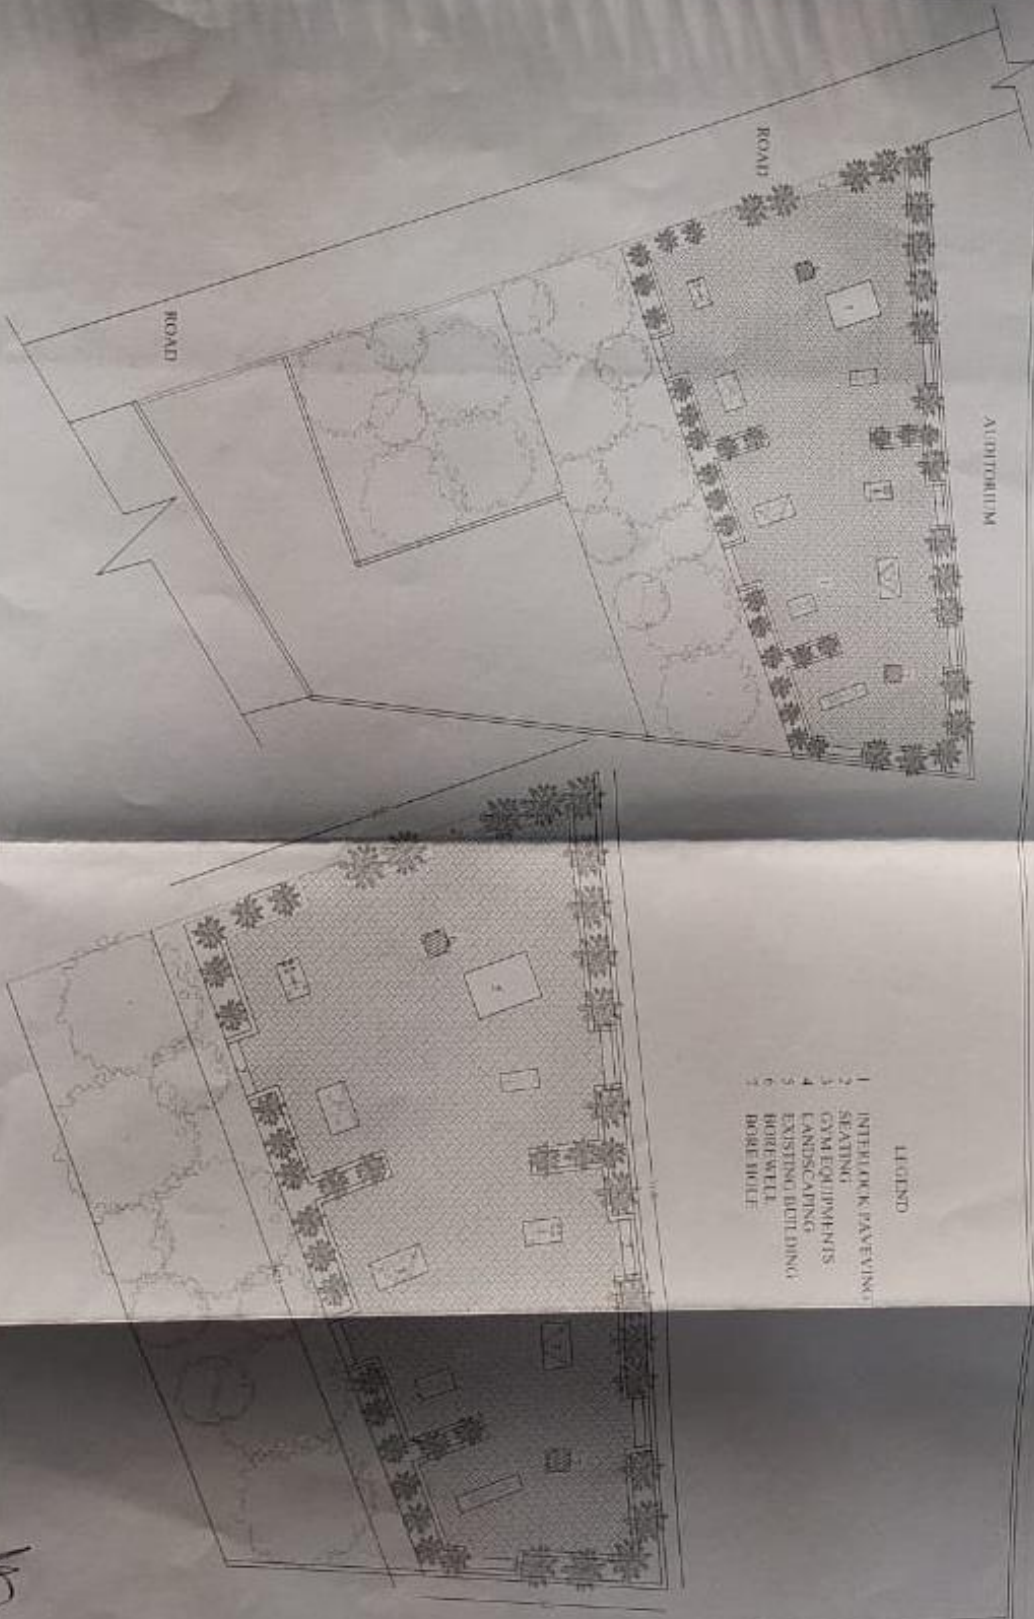 ROAD
ROAD
AUDITORIUM
LEGEND
1 INTERLOCK PAVEVING
2 SEATING
3 GYM EQUIPMENTS
4 LANDSCAPING
5 EXISTING BUILDING
6 BOREWELL
7 BORE HOLE